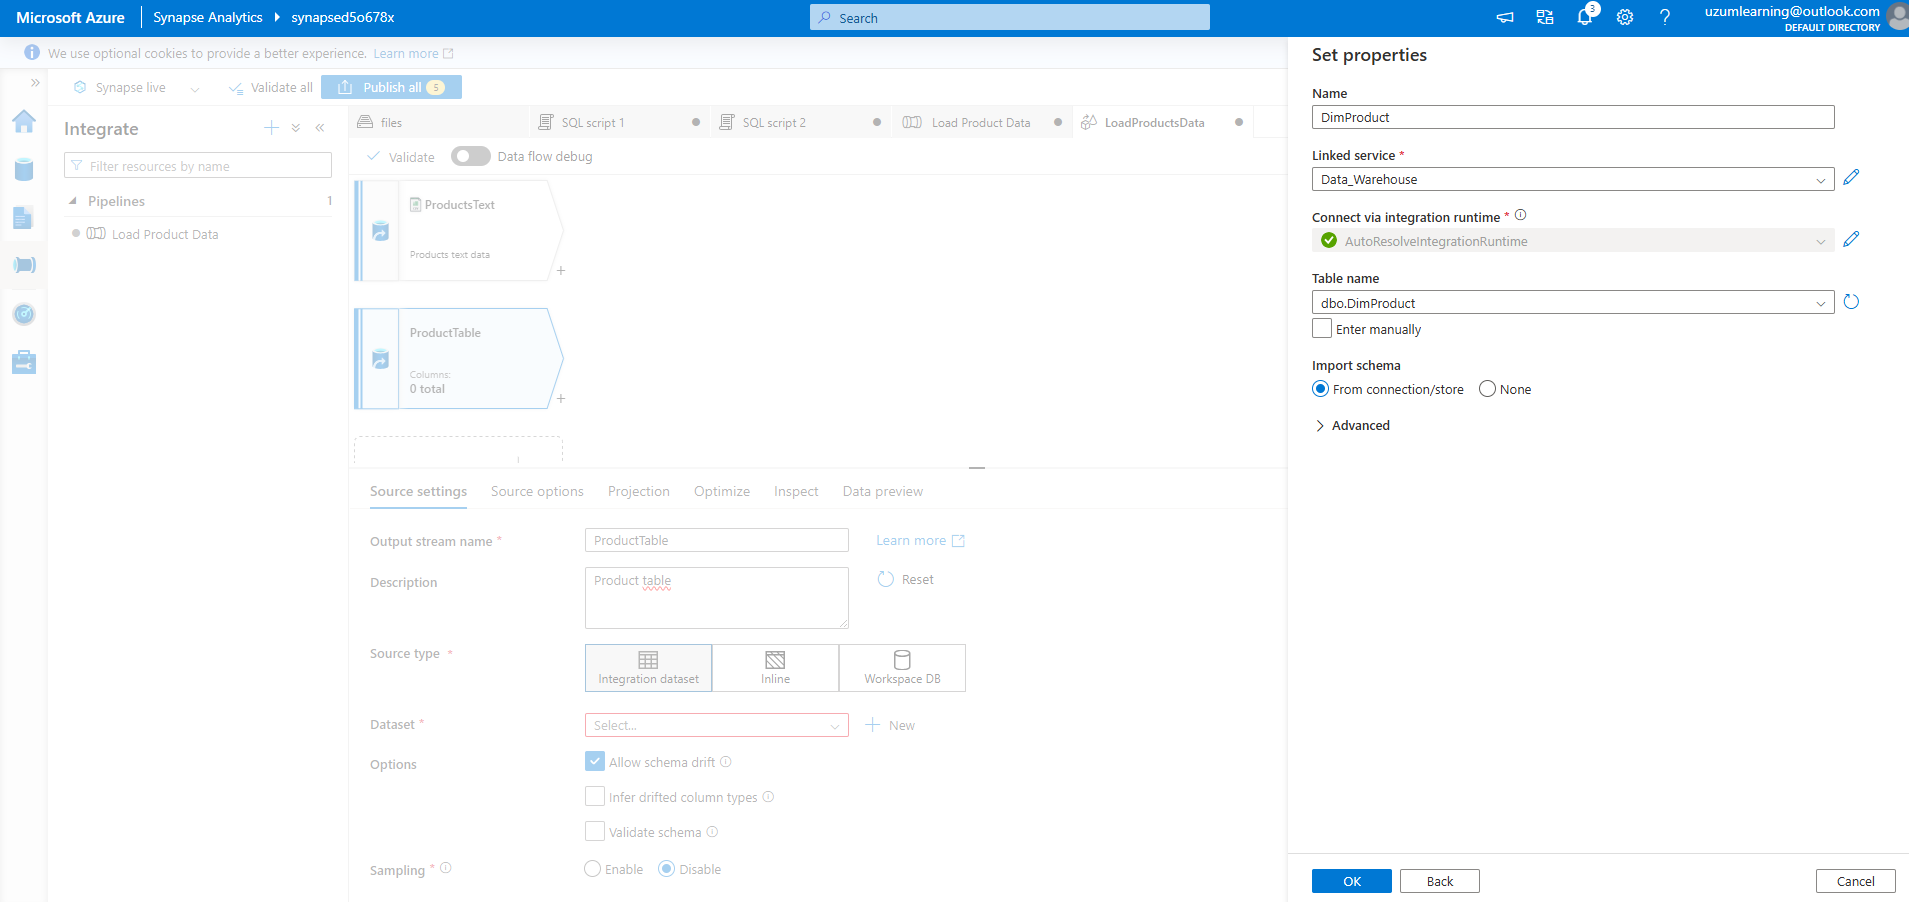 Microsoft Azure
Synapse Analytics
synapsed5o678x
Search
3
uzumlearning@outlook.com
DEFAULT DIRECTORY
We use optional cookies to provide a better experience. Learn more
Synapse live
Validate all
Publish all 5
Integrate
Filter resources by name
Pipelines 1
Load Product Data
files
SQL script 1
SQL script 2
Load Product Data
LoadProductsData
Validate
Data flow debug
ProductsText
Products text data
+
ProductTable
Columns:
0 total
+
Source settings
Source options
Projection
Optimize
Inspect
Data preview
Output stream name *
ProductTable
Learn more
Description
Product table
Reset
Source type *
Integration dataset
Inline
Workspace DB
Dataset *
Select...
New
Options
Allow schema drift
Infer drifted column types
Validate schema
Sampling *
Enable
Disable
Set properties
Name
DimProduct
Linked service *
Data_Warehouse
Connect via integration runtime *
AutoResolveIntegrationRuntime
Table name
dbo.DimProduct
Enter manually
Import schema
From connection/store
None
Advanced
OK
Back
Cancel